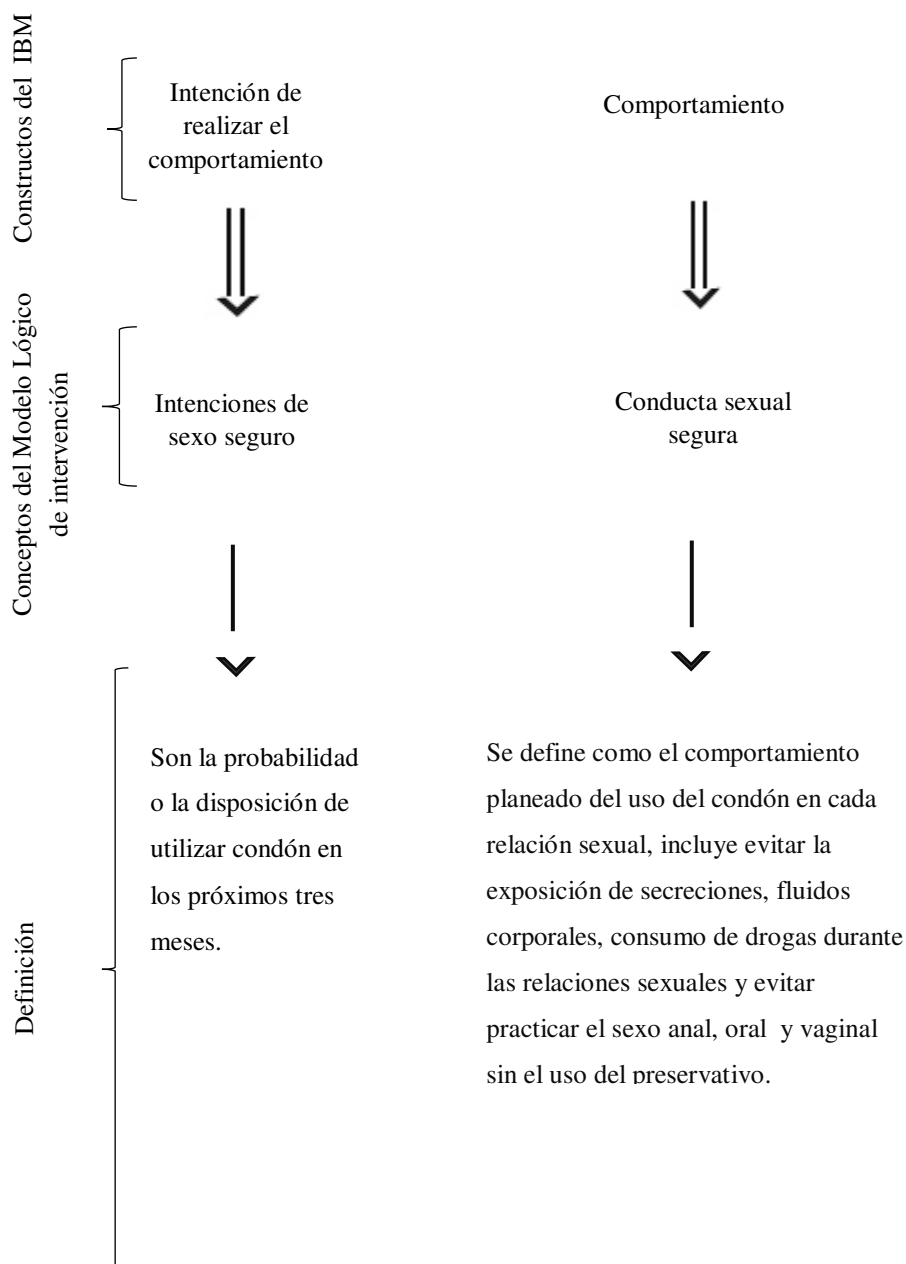 Constructos del IBM
Intención de
realizar el
comportamiento
Comportamiento
Conceptos del Modelo Lógico
de intervención
Intenciones de
sexo seguro
Conducta sexual
segura
Definición
Son la probabilidad
o la disposición de
utilizar condón en
los próximos tres
meses.
Se define como el comportamiento
planeado del uso del condón en cada
relación sexual, incluye evitar la
exposición de secreciones, fluidos
corporales, consumo de drogas durante
las relaciones sexuales y evitar
practicar el sexo anal, oral y vaginal
sin el uso del preservativo.